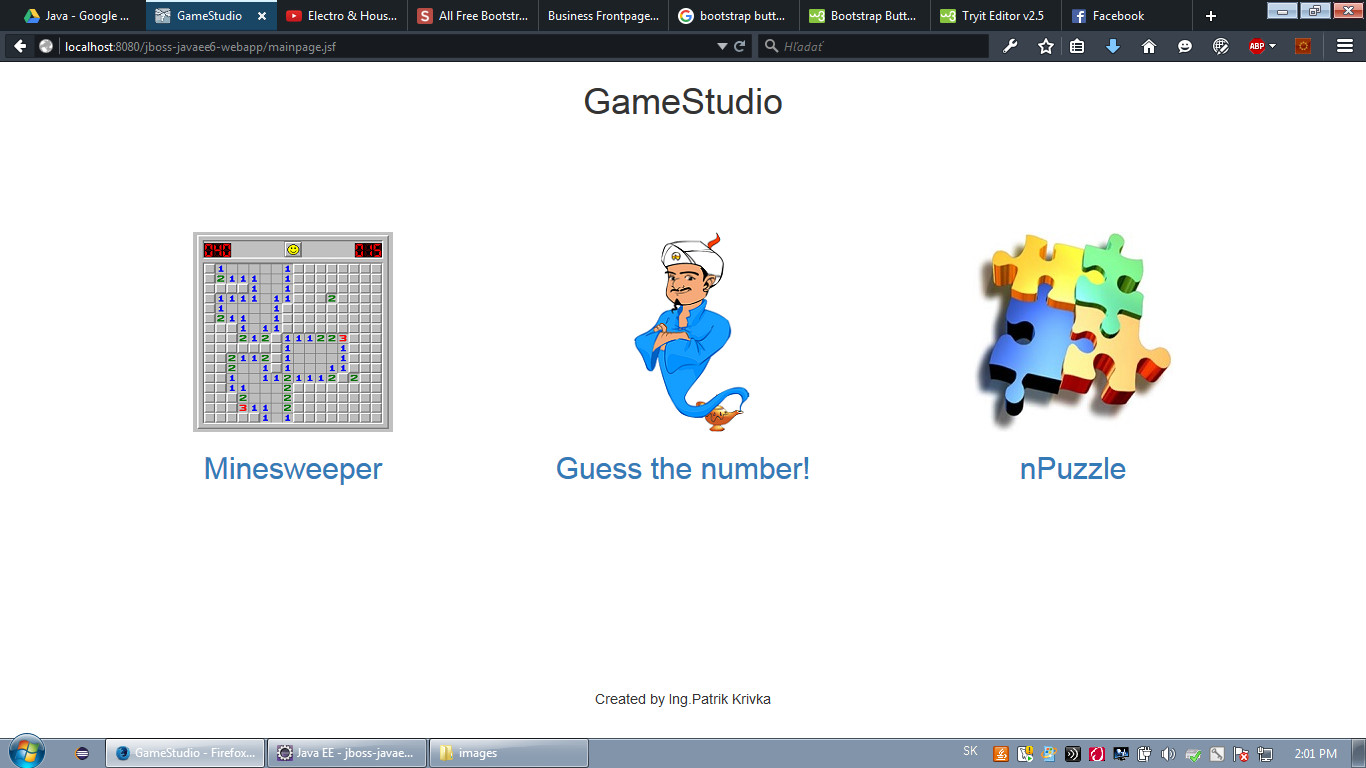 Java - Google ...
GameStudio
Electro & Hous...
All Free Bootstr...
Business Frontpage...
bootstrap butt...
Bootstrap Butt...
Tryit Editor v2.5
Facebook
localhost:8080/jboss-javaee6-webapp/mainpage.jsf
Hľadať
ABP
GameStudio
040
015
Minesweeper
Guess the number!
nPuzzle
Created by Ing.Patrik Krivka
GameStudio - Firefox...
Java EE - jboss-javae...
images
SK
2:01 PM